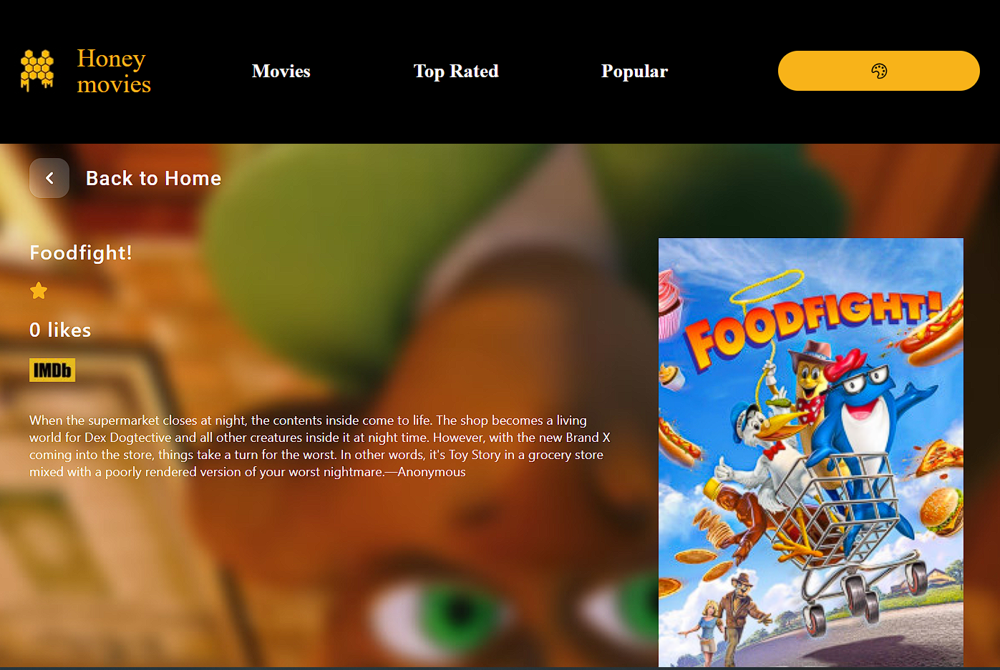 Honey
movies
Movies
Top Rated
Popular
Back to Home
Foodfight!
0 likes
IMDb
When the supermarket closes at night, the contents inside come to life. The shop becomes a living
world for Dex Dogtective and all other creatures inside it at night time. However, with the new Brand X
coming into the store, things take a turn for the worst. In other words, it's Toy Story in a grocery store
mixed with a poorly rendered version of your worst nightmare.—Anonymous
FOODFIGHT!